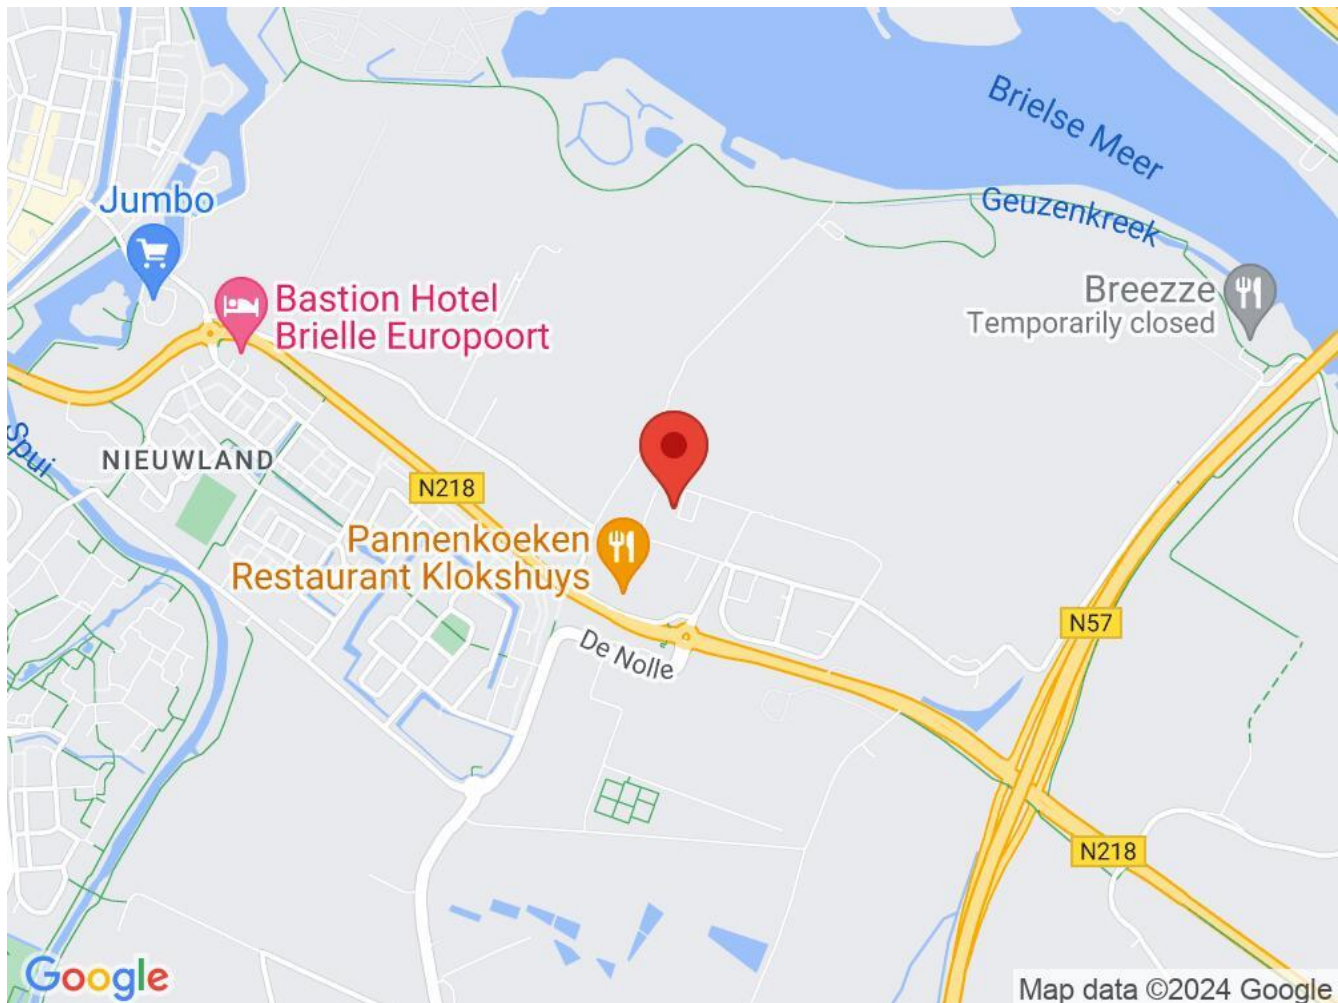 Brielse Meer
Jumbo
Geuzenkreek
Bastion Hotel
Brielle Europoort
Breezze
Temporarily closed
Spui
NIEUWLAND
N218
Pannenkoeken
Restaurant Klokshuys
N57
De Nolle
N218
Google
Map data ©2024 Google